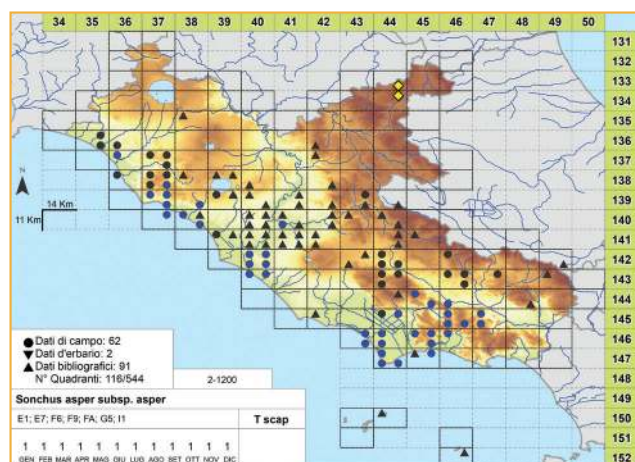 34 35 36 37 38 39 40 41 42 43 44 45 46 47 48 49 50
131
132
133
134
135
136
137
138
139
140
141
142
143
144
145
146
147
148
149
150
151
152
N
14 Km
11 Km
Dati di campo: 62
Dati d'erbario: 2
Dati bibliografici: 91
N° Quadranti: 116/544
2-1200
Sonchus asper subsp. asper
E1; E7; F6; F9; FA; G5; I1
T scap
1 1 1 1 1 1 1 1 1 1 1 1
GEN FEB MAR APR MAG GIU LUG AGO SET OTT NOV DIC